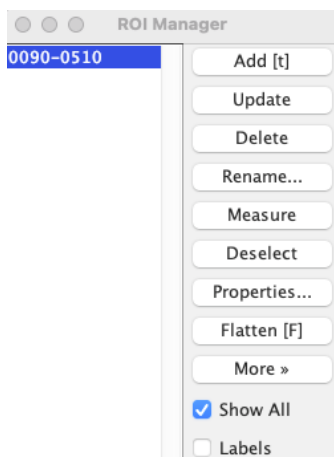 ROI Manager
0090-0510
Add [t]
Update
Delete
Rename...
Measure
Deselect
Properties...
Flatten [F]
More »
Show All
Labels